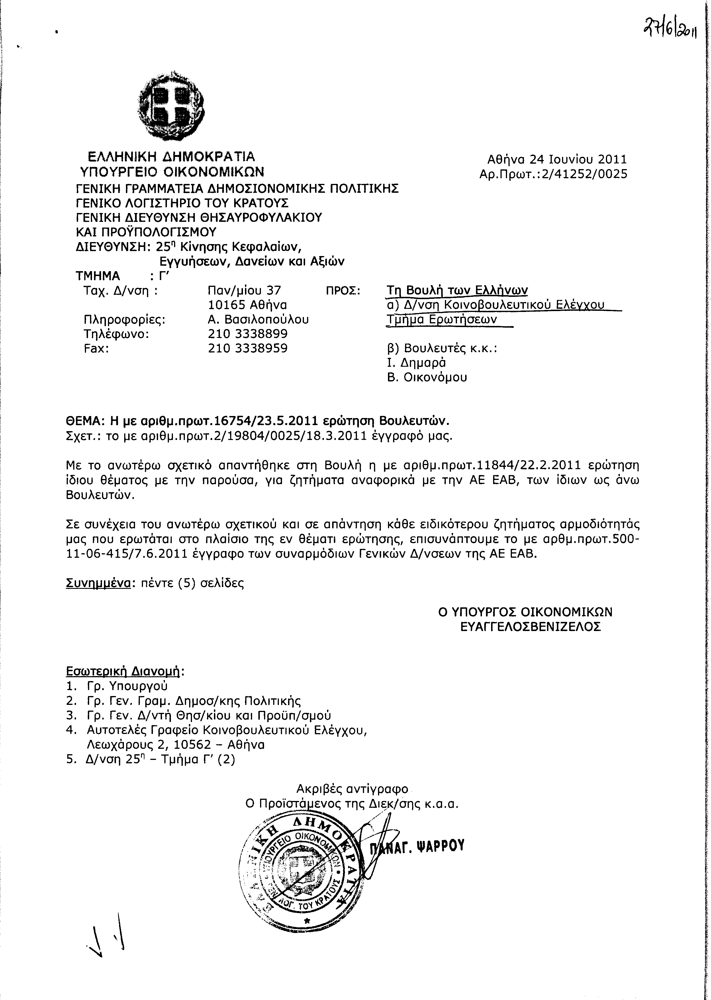 27/6/2011
ΕΛΛΗΝΙΚΗ ΔΗΜΟΚΡΑΤΙΑ
ΥΠΟΥΡΓΕΙΟ ΟΙΚΟΝΟΜΙΚΩΝ
ΓΕΝΙΚΗ ΓΡΑΜΜΑΤΕΙΑ ΔΗΜΟΣΙΟΝΟΜΙΚΗΣ ΠΟΛΙΤΙΚΗΣ
ΓΕΝΙΚΟ ΛΟΓΙΣΤΗΡΙΟ ΤΟΥ ΚΡΑΤΟΥΣ
ΓΕΝΙΚΗ ΔΙΕΥΘΥΝΣΗ ΘΗΣΑΥΡΟΦΥΛΑΚΙΟΥ
ΚΑΙ ΠΡΟΫΠΟΛΟΓΙΣΜΟΥ
ΔΙΕΥΘΥΝΣΗ: 25η Κίνησης Κεφαλαίων,
Εγγυήσεων, Δανείων και Αξιών
ΤΜΗΜΑ : Γ'
Αθήνα 24 Ιουνίου 2011
Αρ.Πρωτ.:2/41252/0025
Ταχ. Δ/νση : Παν/μίου 37
10165 Αθήνα
Πληροφορίες: Α. Βασιλοπούλου
Τηλέφωνο: 210 3338899
Fax: 210 3338959
ΠΡΟΣ: Τη Βουλή των Ελλήνων
α) Δ/νση Κοινοβουλευτικού Ελέγχου
Τμήμα Ερωτήσεων
β) Βουλευτές κ.κ.:
Ι. Δημαρά
Β. Οικονόμου
ΘΕΜΑ: Η με αριθμ.πρωτ.16754/23.5.2011 ερώτηση Βουλευτών.
Σχετ.: το με αριθμ.πρωτ.2/19804/0025/18.3.2011 έγγραφό μας.
Με το ανωτέρω σχετικό απαντήθηκε στη Βουλή η με αριθμ.πρωτ.11844/22.2.2011 ερώτηση
ίδιου θέματος με την παρούσα, για ζητήματα αναφορικά με την ΑΕ ΕΑΒ, των ίδιων ως άνω
Βουλευτών.
Σε συνέχεια του ανωτέρω σχετικού και σε απάντηση κάθε ειδικότερου ζητήματος αρμοδιότητάς
μας που ερωτάται στο πλαίσιο της εν θέματι ερώτησης, επισυνάπτουμε το με αρθμ.πρωτ.500-
11-06-415/7.6.2011 έγγραφο των συναρμόδιων Γενικών Δ/νσεων της ΑΕ ΕΑΒ.
Συνημμένα: πέντε (5) σελίδες
Ο ΥΠΟΥΡΓΟΣ ΟΙΚΟΝΟΜΙΚΩΝ
ΕΥΑΓΓΕΛΟΣΒΕΝΙΖΕΛΟΣ
Εσωτερική Διανομή:
1. Γρ. Υπουργού
2. Γρ. Γεν. Γραμ. Δημοσ/κης Πολιτικής
3. Γρ. Γεν. Δ/ντή Θησ/κίου και Προϋπ/σμού
4. Αυτοτελές Γραφείο Κοινοβουλευτικού Ελέγχου,
Λεωχάρους 2, 10562 – Αθήνα
5. Δ/νση 25η – Τμήμα Γ' (2)
Ακριβές αντίγραφο
Ο Προϊστάμενος της Διεκ/σης κ.α.α.
ΠΑΝΑΓ. ΨΑΡΡΟΥ
ΕΛΛΗΝΙΚΗ ΔΗΜΟΚΡΑΤΙΑ
ΥΠΟΥΡΓΕΙΟ ΟΙΚΟΝΟΜΙΚΩΝ
ΓΕΝ. ΛΟΓ. ΤΟΥ ΚΡΑΤΟΥΣ